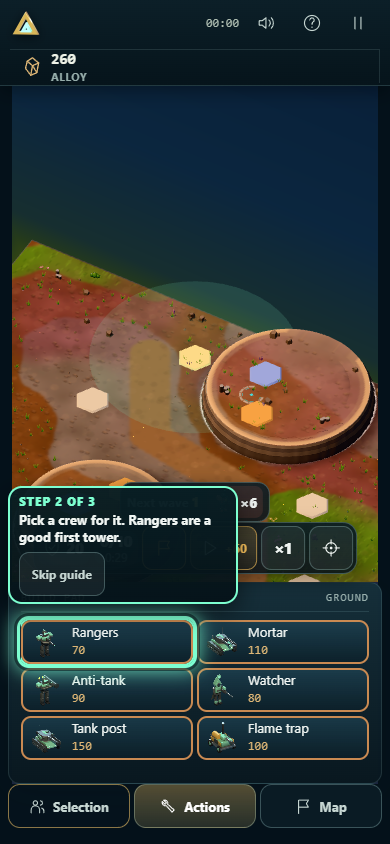 00:00
260
ALLOY
×6
STEP 2 OF 3
Pick a crew for it. Rangers are a
good first tower.
Skip guide
×1
GROUND
Rangers
70
Mortar
110
Anti-tank
90
Watcher
80
Tank post
150
Flame trap
100
Selection
Actions
Map